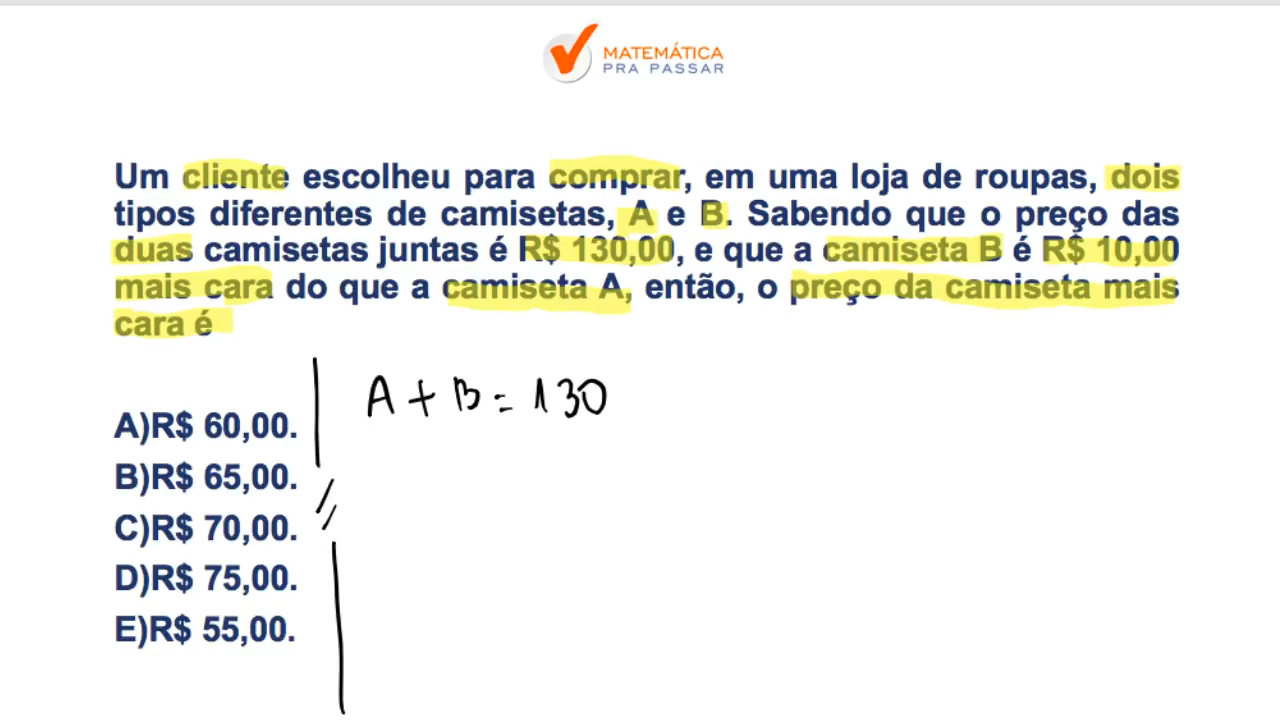 MATEMÁTICA
PRA PASSAR
Um cliente escolheu para comprar, em uma loja de roupas, dois
tipos diferentes de camisetas, A e B. Sabendo que o preço das
duas camisetas juntas é R$ 130,00, e que a camiseta B é R$ 10,00
mais cara do que a camiseta A, então, o preço da camiseta mais
cara é
A + B = 130
A)R$ 60,00.
B)R$ 65,00.
C)R$ 70,00.
D)R$ 75,00.
E)R$ 55,00.